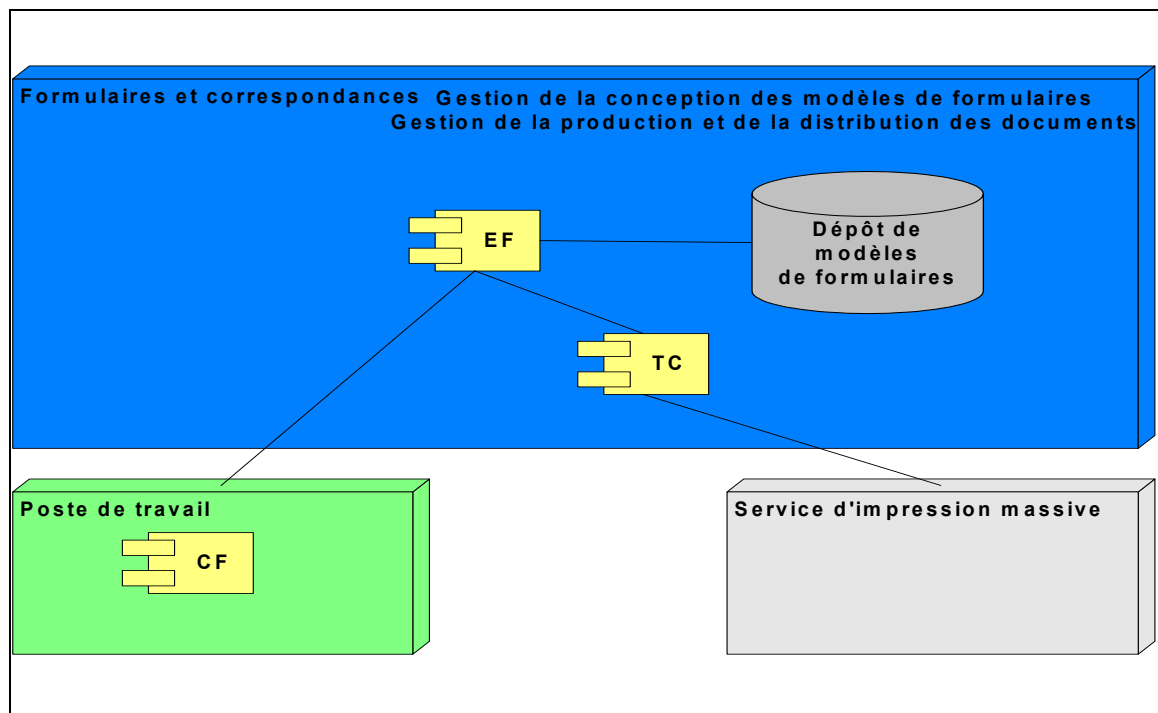 Formulaires et correspondances Gestion de la conception des modèles de formulaires
Gestion de la production et de la distribution des documents
EF
Dépôt de
modèles
de formulaires
TC
Poste de travail
CF
Service d'impression massive